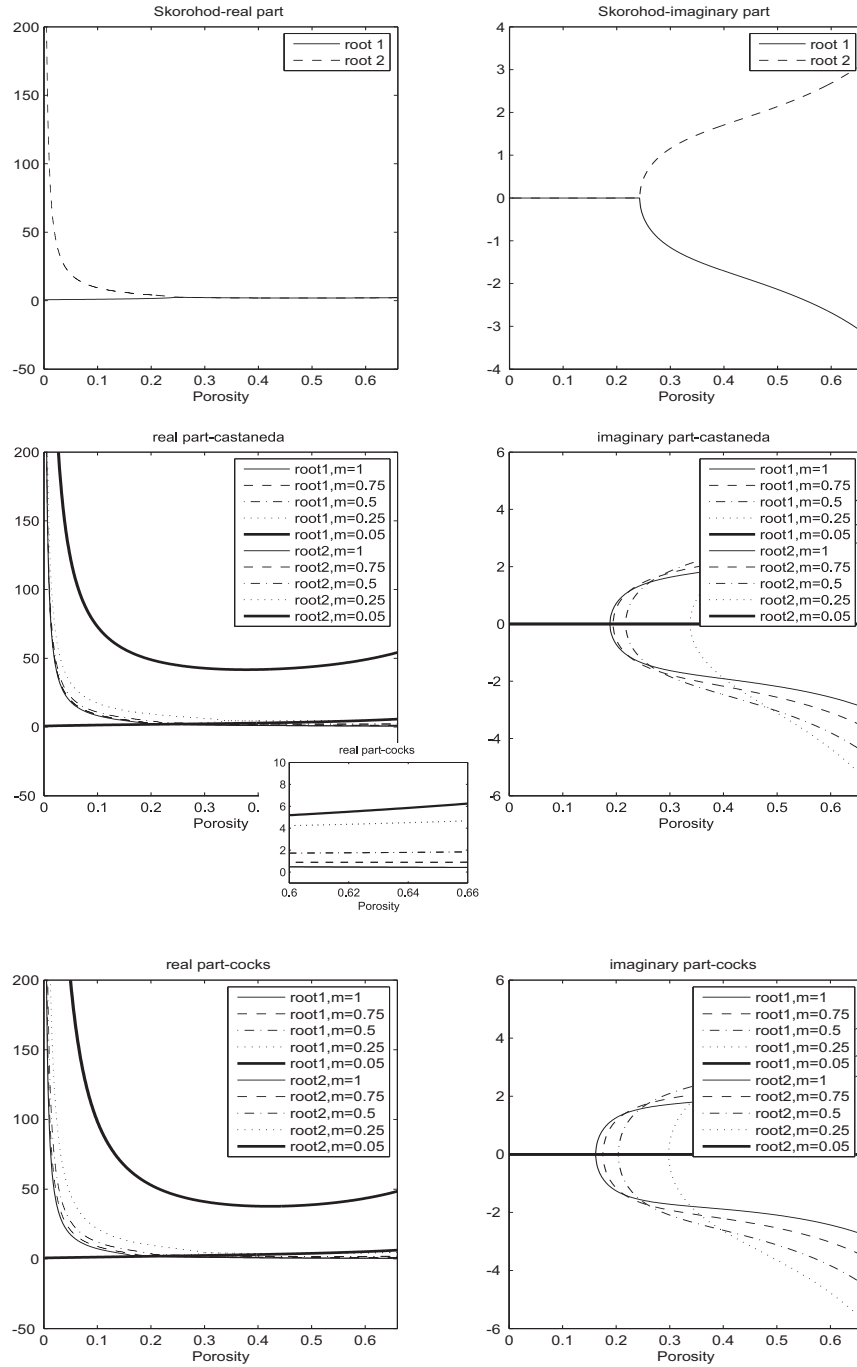 Skorohod-real part
200
150
100
50
0
-50
0 0.1 0.2 0.3 0.4 0.5 0.6
Porosity
root 1
root 2
Skorohod-imaginary part
4
3
2
1
0
-1
-2
-3
-4
0 0.1 0.2 0.3 0.4 0.5 0.6
Porosity
root 1
root 2
real part-castaneda
200
150
100
50
0
-50
0 0.1 0.2 0.3 0.
Porosity
root1,m=1
root1,m=0.75
root1,m=0.5
root1,m=0.25
root1,m=0.05
root2,m=1
root2,m=0.75
root2,m=0.5
root2,m=0.25
root2,m=0.05
imaginary part-castaneda
6
4
2
0
-2
-4
-6
0 0.1 0.2 0.3 0.4 0.5 0.6
Porosity
root1,m=1
root1,m=0.75
root1,m=0.5
root1,m=0.25
root1,m=0.05
root2,m=1
root2,m=0.75
root2,m=0.5
root2,m=0.25
root2,m=0.05
real part-cocks
10
8
6
4
2
0
0.6 0.62 0.64 0.66
Porosity
real part-cocks
200
150
100
50
0
-50
0 0.1 0.2 0.3 0.4 0.5 0.6
Porosity
root1,m=1
root1,m=0.75
root1,m=0.5
root1,m=0.25
root1,m=0.05
root2,m=1
root2,m=0.75
root2,m=0.5
root2,m=0.25
root2,m=0.05
imaginary part-cocks
6
4
2
0
-2
-4
-6
0 0.1 0.2 0.3 0.4 0.5 0.6
Porosity
root1,m=1
root1,m=0.75
root1,m=0.5
root1,m=0.25
root1,m=0.05
root2,m=1
root2,m=0.75
root2,m=0.5
root2,m=0.25
root2,m=0.05